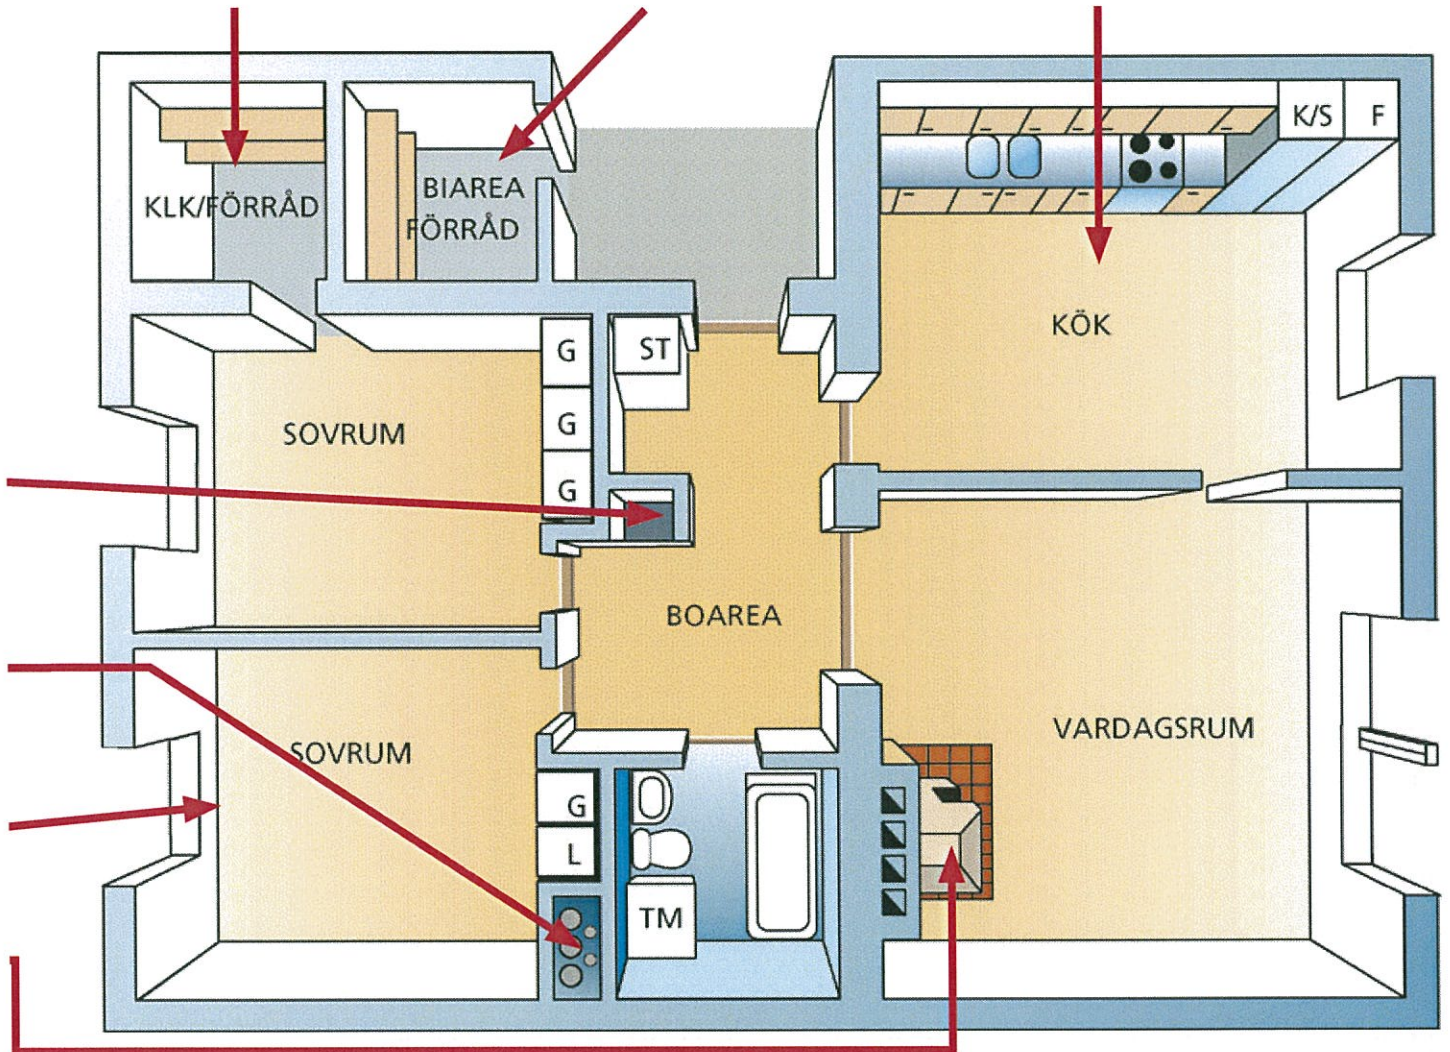 K/S
F
KLK/FÖRRÅD
BIAREA
FÖRRÅD
KÖK
G
ST
SOVRUM
G
G
BOAREA
SOVRUM
VARDAGSRUM
G
L
TM